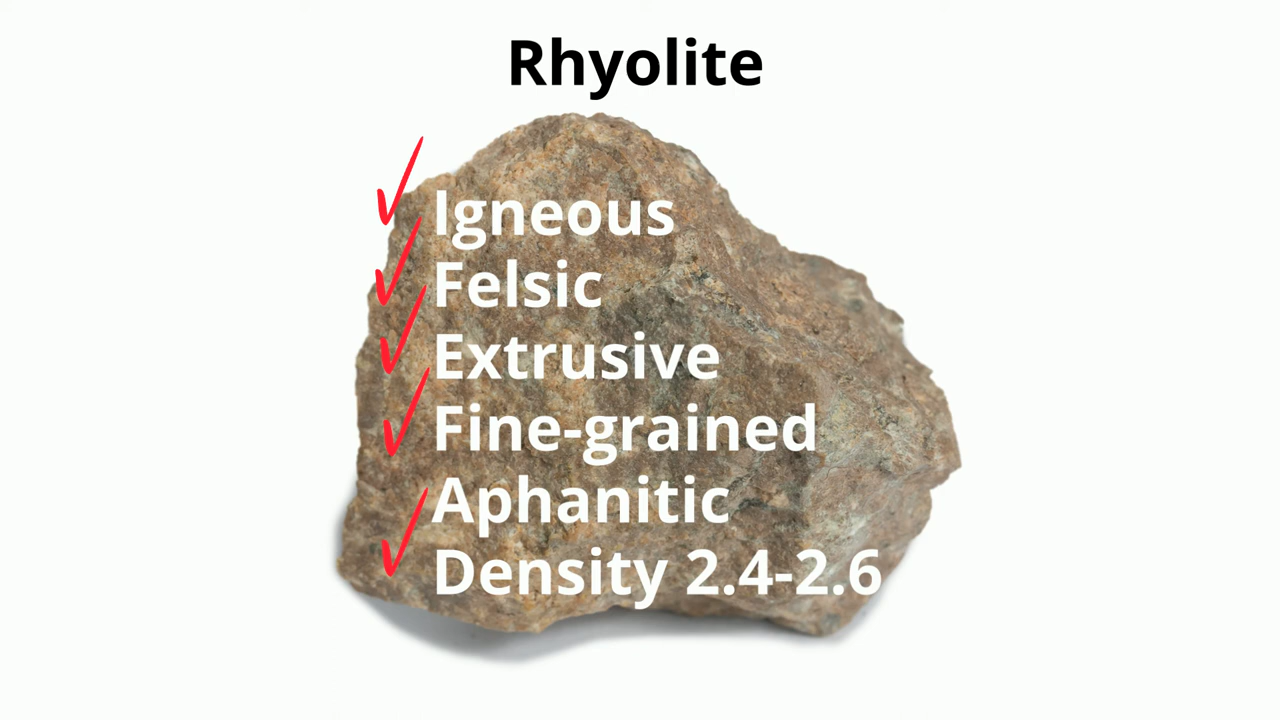 Rhyolite
Igneous
Felsic
Extrusive
Fine-grained
Aphanitic
Density 2.4-2.6